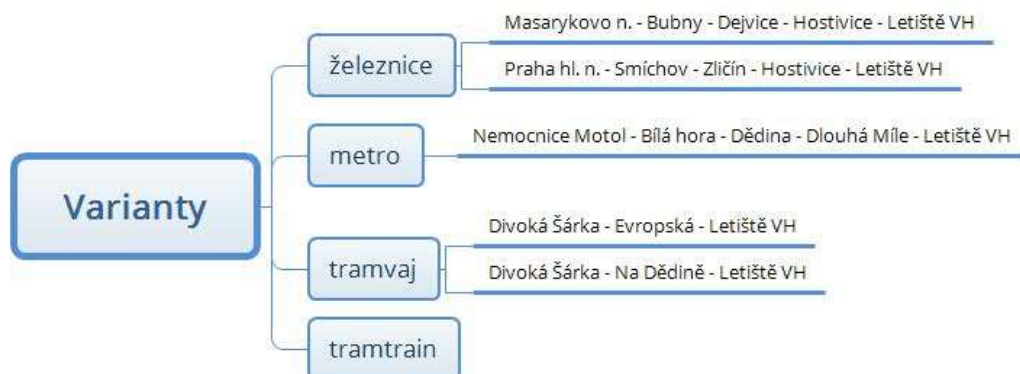 Varianty
železnice
Masarykovo n. - Bubny - Dejvice - Hostivice - Letiště VH
Praha hl. n. - Smíchov - Zličín - Hostivice - Letiště VH
metro
Nemocnice Motol - Bílá hora - Dědina - Dlouhá Míle - Letiště VH
tramvaj
Divoká Šárka - Evropská - Letiště VH
Divoká Šárka - Na Dědině - Letiště VH
tramtrain